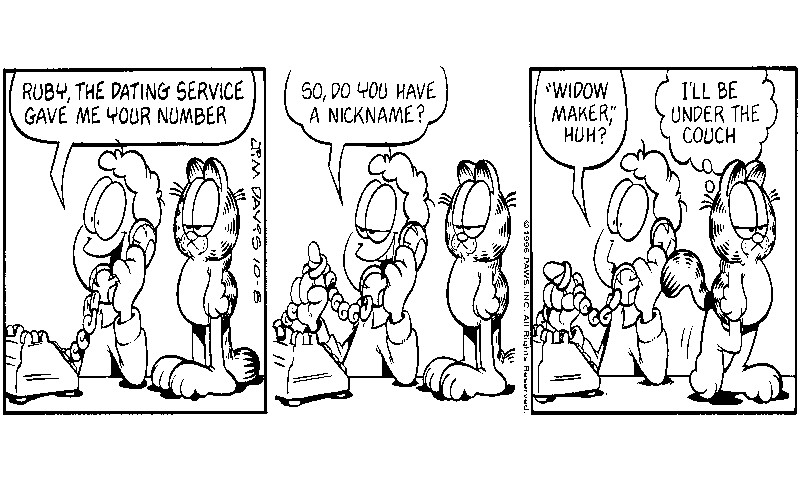 RUBY, THE DATING SERVICE
GAVE ME YOUR NUMBER
JIM DAVIS 10-8
SO, DO YOU HAVE
A NICKNAME?
© 1996 PAWS, INC. All Rights Reserved.
"WIDOW
MAKER,"
HUH?
I'LL BE
UNDER THE
COUCH